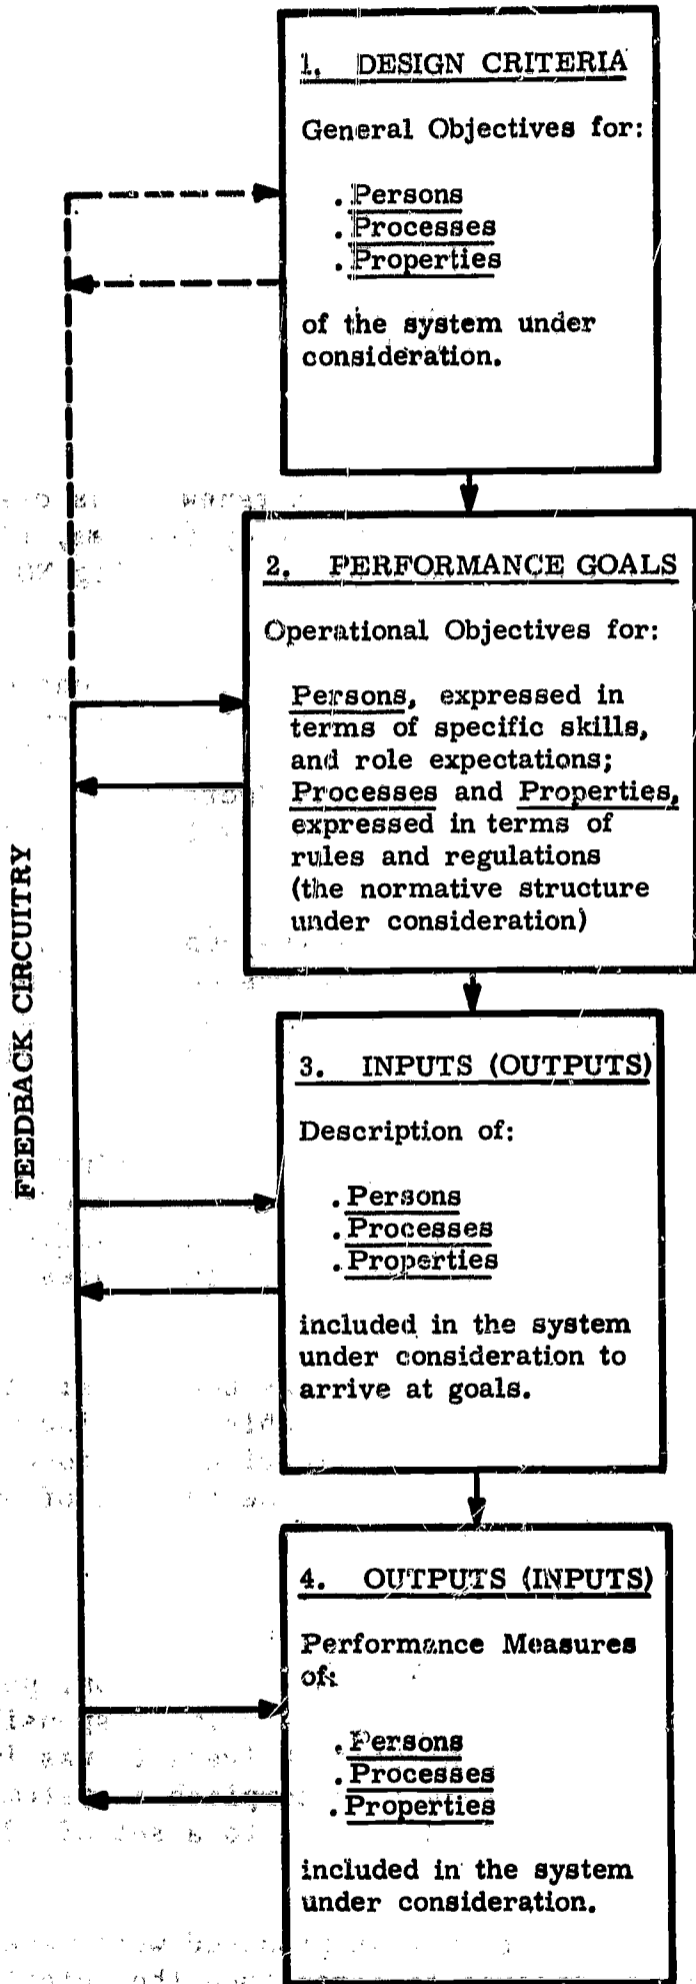 1. DESIGN CRITERIA
General Objectives for:
. Persons
. Processes
. Properties
of the system under
consideration.
2. PERFORMANCE GOALS
Operational Objectives for:
Persons, expressed in
terms of specific skills,
and role expectations;
Processes and Properties,
expressed in terms of
rules and regulations
(the normative structure
under consideration)
FEEDBACK CIRCUITRY
3. INPUTS (OUTPUTS)
Description of:
. Persons
. Processes
. Properties
included in the system
under consideration to
arrive at goals.
4. OUTPUTS (INPUTS)
Performance Measures
of:
. Persons
. Processes
. Properties
included in the system
under consideration.